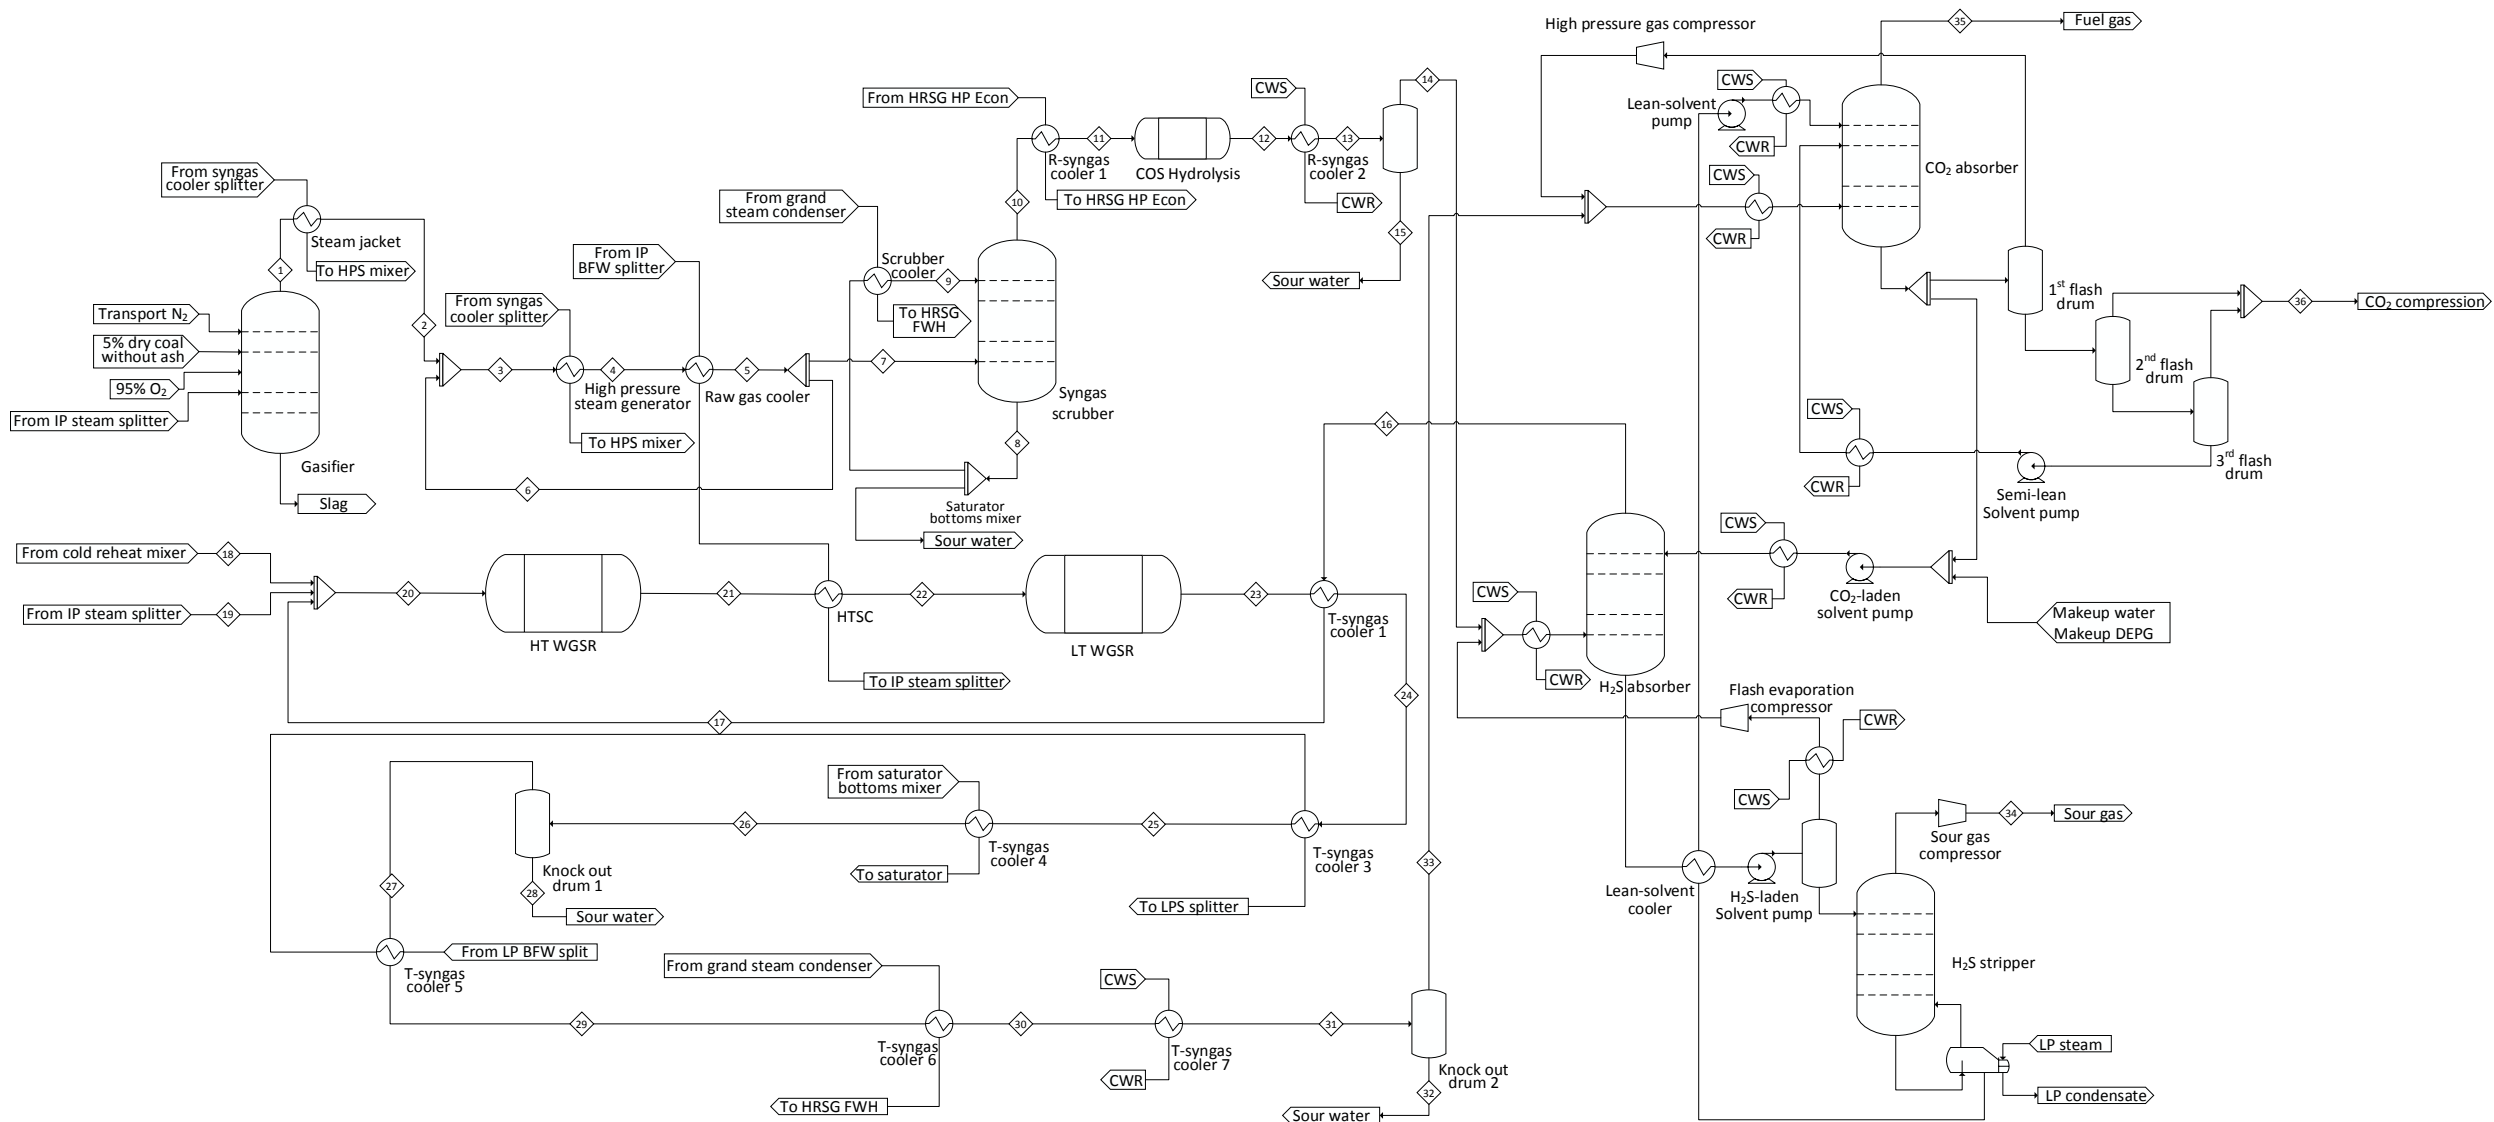 High pressure gas compressor
35
Fuel gas
From syngas
cooler splitter
Steam jacket
To HPS mixer
1
Transport N2
5% dry coal
without ash
95% O2
From IP steam splitter
Gasifier
Slag
2
3
From syngas
cooler splitter
4
High pressure
steam generator
To HPS mixer
From IP
BFW splitter
5
Raw gas cooler
6
7
From grand
steam condenser
Scrubber
cooler
9
To HRSG
FWH
Syngas
scrubber
8
Saturator
bottoms mixer
Sour water
10
From HRSG HP Econ
R-syngas
cooler 1
To HRSG HP Econ
11
COS Hydrolysis
12
CWS
R-syngas
cooler 2
CWR
13
14
15
Sour water
Lean-solvent
pump
CWS
CWR
CWS
CWR
CO2 absorber
1st flash
drum
2nd flash
drum
3rd flash
drum
36
CO2 compression
CWS
CWR
Semi-lean
Solvent pump
CWS
CWR
CO2-laden
solvent pump
Makeup water
Makeup DEPG
16
From cold reheat mixer
18
From IP steam splitter
19
20
HT WGSR
21
HTSC
To IP steam splitter
22
LT WGSR
23
T-syngas
cooler 1
24
17
CWS
CWR
H2S absorber
Flash evaporation
compressor
CWR
CWS
Lean-solvent
cooler
H2S-laden
Solvent pump
Sour gas
compressor
34
Sour gas
H2S stripper
LP steam
LP condensate
From saturator
bottoms mixer
T-syngas
cooler 4
To saturator
25
T-syngas
cooler 3
To LPS splitter
26
Knock out
drum 1
28
Sour water
27
From LP BFW split
T-syngas
cooler 5
29
From grand steam condenser
T-syngas
cooler 6
To HRSG FWH
30
CWS
T-syngas
cooler 7
CWR
31
33
Knock out
drum 2
32
Sour water